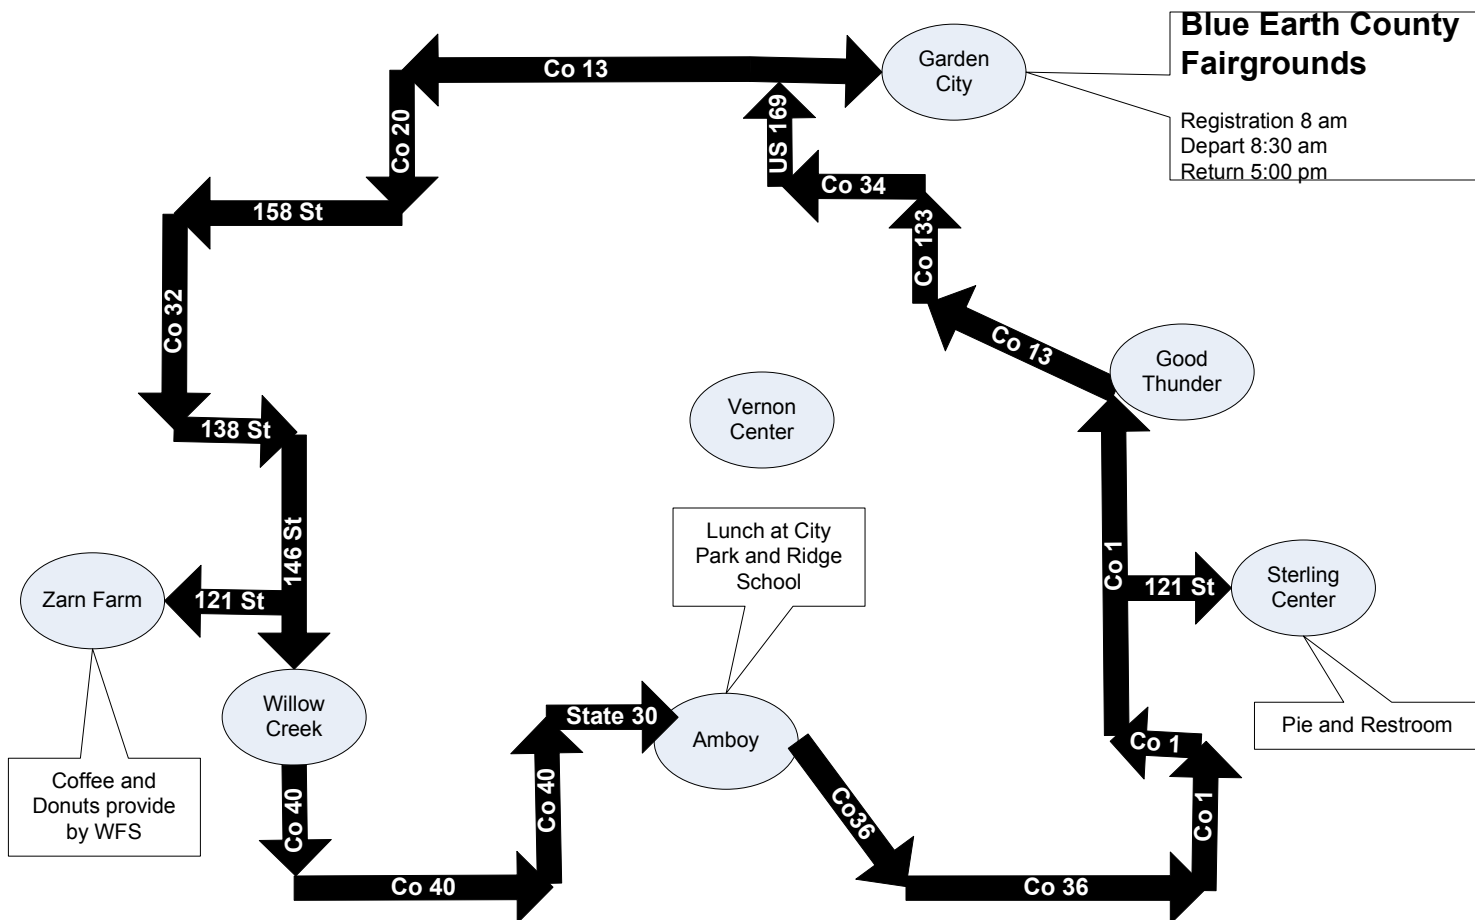 Blue Earth County
Fairgrounds
Registration 8 am
Depart 8:30 am
Return 5:00 pm
Garden
City
Co 13
Co 20
US 169
Co 34
158 St
Co 133
Co 32
Co 13
Good
Thunder
Vernon
Center
138 St
146 St
Lunch at City
Park and Ridge
School
Co 1
Zarn Farm
121 St
121 St
Sterling
Center
Willow
Creek
State 30
Amboy
Co 1
Pie and Restroom
Coffee and
Donuts provide
by WFS
Co 40
Co 40
Co36
Co 1
Co 40
Co 36